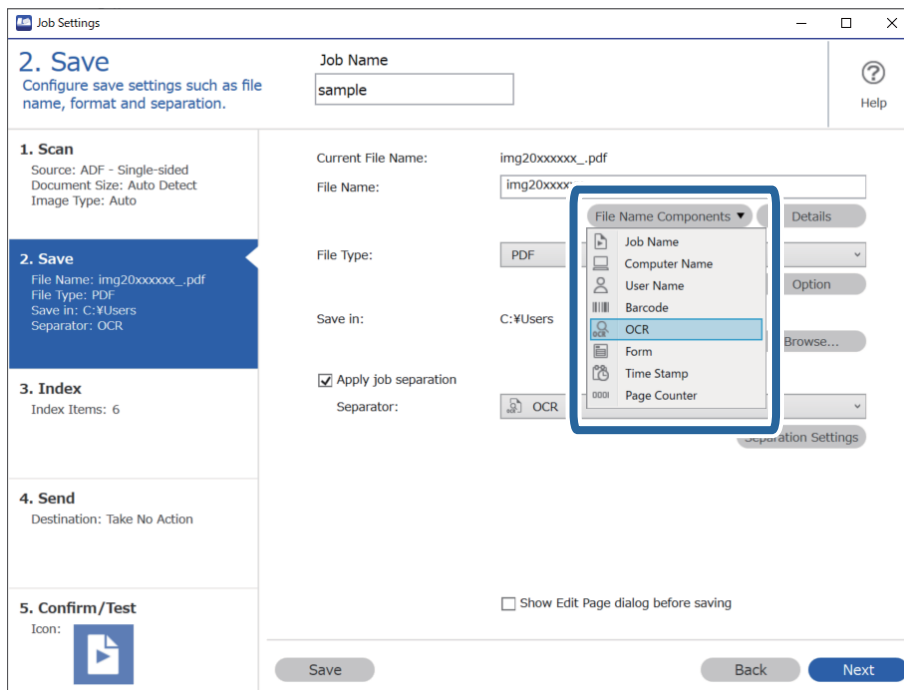 Job Settings
2. Save
Configure save settings such as file
name, format and separation.
Job Name
sample
Help
1. Scan
Source: ADF - Single-sided
Document Size: Auto Detect
Image Type: Auto
2. Save
File Name: img20xxxxxx_.pdf
File Type: PDF
Save in: C:¥Users
Separator: OCR
3. Index
Index Items: 6
4. Send
Destination: Take No Action
5. Confirm/Test
Icon:
Current File Name: img20xxxxxx_.pdf
File Name: img20xxxx
File Name Components Details
Job Name
Computer Name
User Name
Barcode
OCR
Form
Time Stamp
Page Counter
File Type: PDF
Option
Save in: C:¥Users
Browse...
Apply job separation
Separator: OCR
Separation Settings
Show Edit Page dialog before saving
Save Back Next